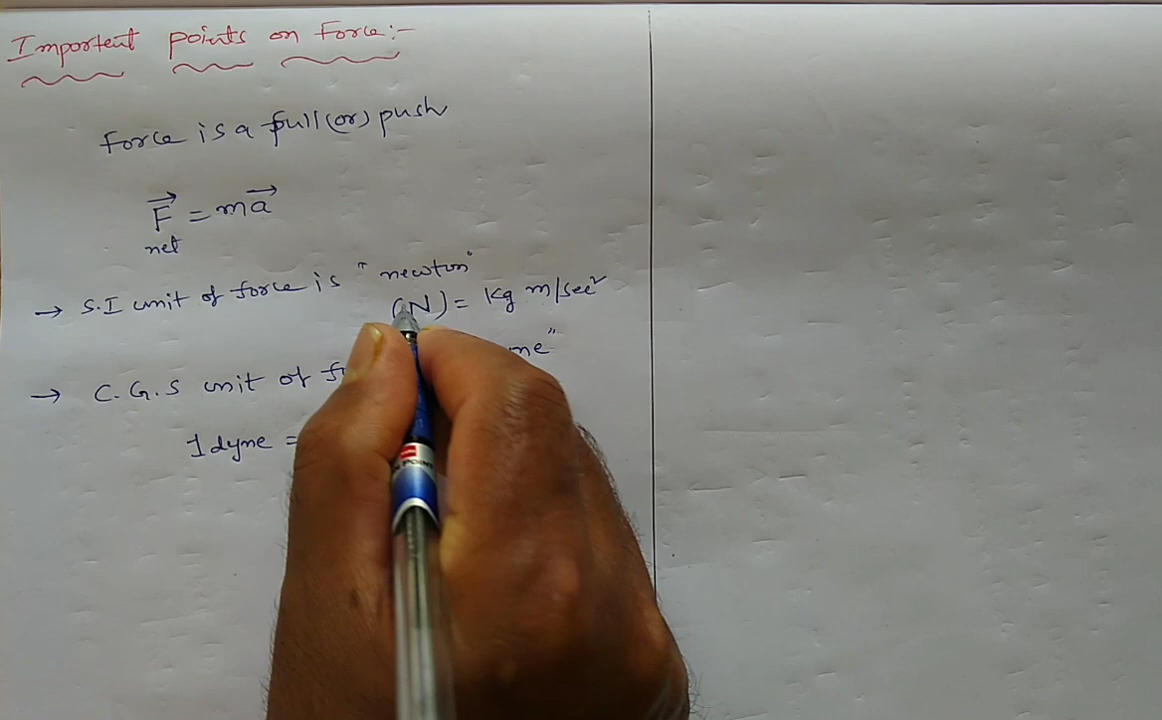 Importent points on Force:-
Force is a pull (or) push
F = ma
net
→ S.I unit of force is "newton"
(N) = Kg m/sec²
→ C.G.S unit of
1 dyne =
POINT